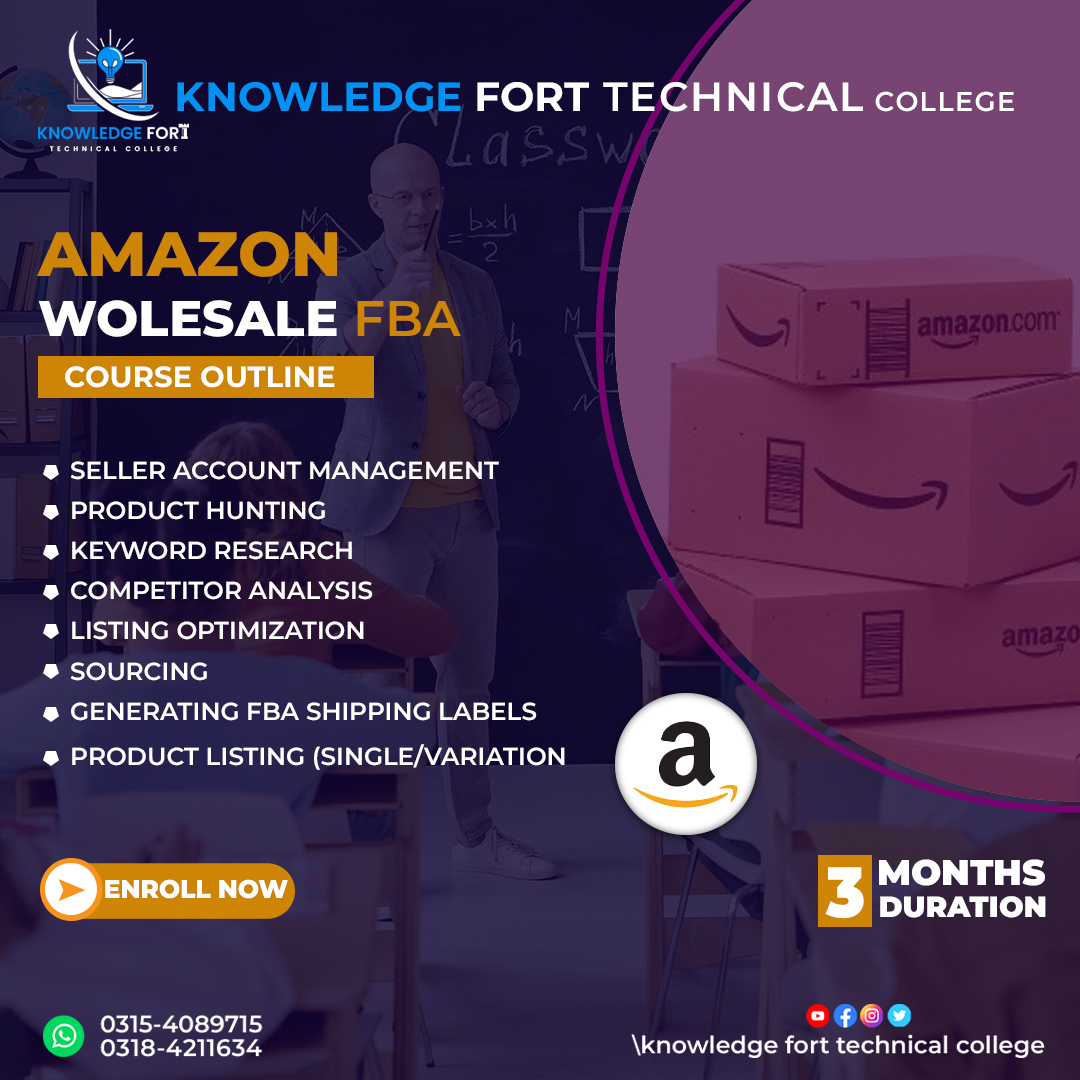 KNOWLEDGE FORT
TECHNICAL COLLEGE
KNOWLEDGE FORT TECHNICAL COLLEGE
Classw
M
= bxh
2
M
h
h
N
AMAZON
WOLESALE FBA
COURSE OUTLINE
amazon.com
SELLER ACCOUNT MANAGEMENT
PRODUCT HUNTING
KEYWORD RESEARCH
COMPETITOR ANALYSIS
LISTING OPTIMIZATION
SOURCING
GENERATING FBA SHIPPING LABELS
PRODUCT LISTING (SINGLE/VARIATION
amazo
a
ENROLL NOW
3 MONTHS
DURATION
0315-4089715
0318-4211634
\knowledge fort technical college